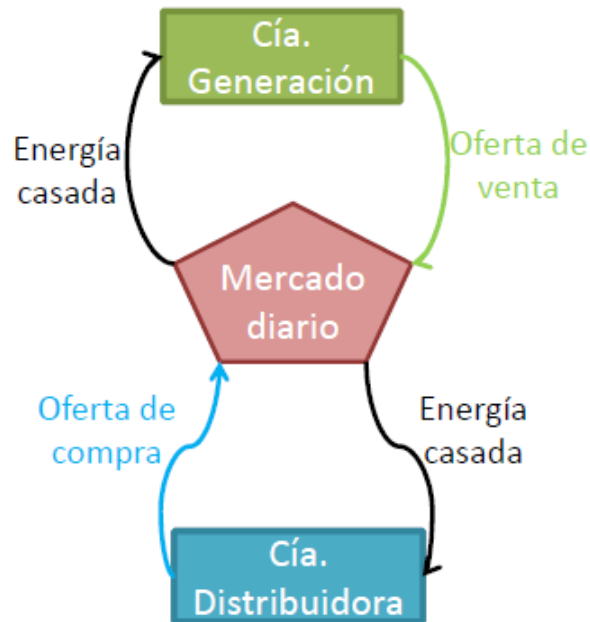 Cía.
Generación
Energía
casada
Oferta de
venta
Mercado
diario
Oferta de
compra
Energía
casada
Cía.
Distribuidora